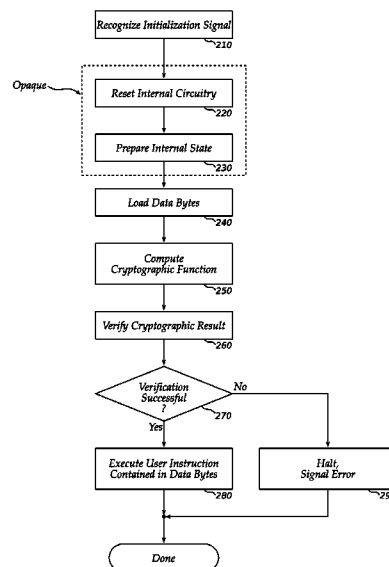 Recognize Initialization Signal
210
Opaque
Reset Internal Circuitry
220
Prepare Internal State
230
Load Data Bytes
240
Compute
Cryptographic Function
250
Verify Cryptographic Result
260
Verification
Successful
?
270
No
Yes
Execute User Instruction
Contained in Data Bytes
280
Halt,
Signal Error
Done